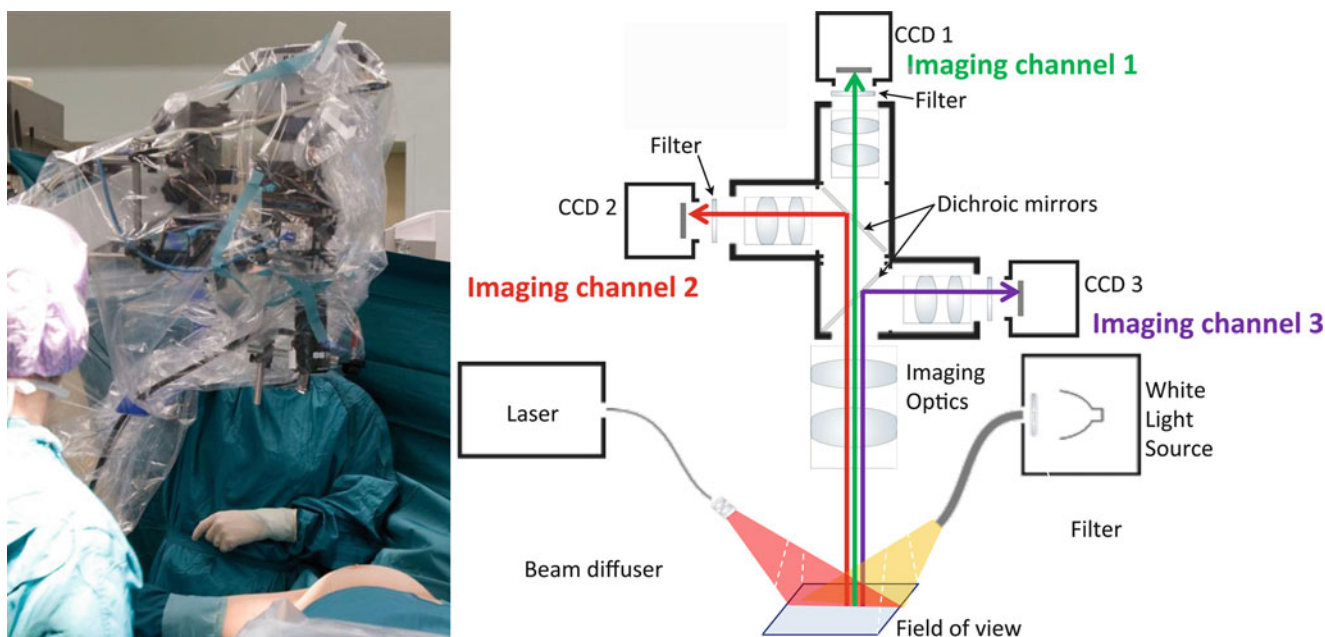 CCD 1
Imaging channel 1
Filter
Filter
CCD 2
Dichroic mirrors
Imaging channel 2
CCD 3
Imaging channel 3
Laser
Imaging
Optics
White
Light
Source
Filter
Beam diffuser
Field of view